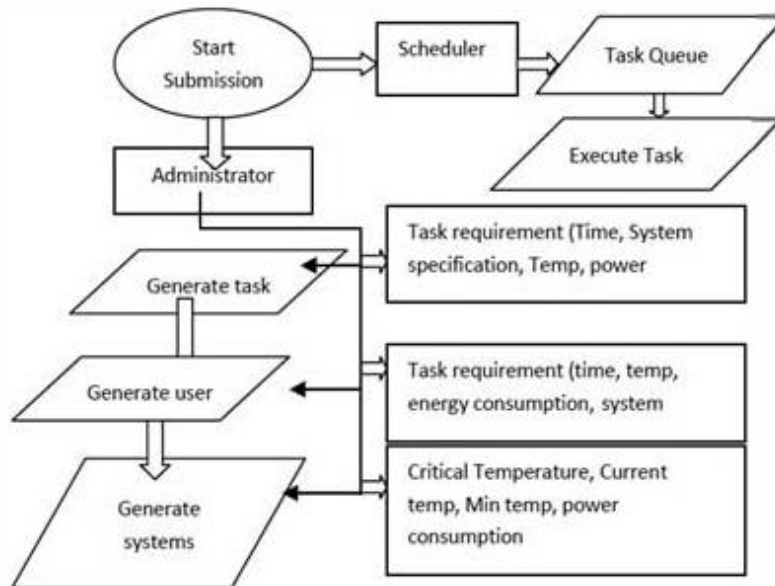 Start
Submission
Scheduler
Task Queue
Execute Task
Administrator
Task requirement (Time, System
specification, Temp, power
Generate task
Task requirement (time, temp,
energy consumption, system
Generate user
Critical Temperature, Current
temp, Min temp, power
consumption
Generate
systems